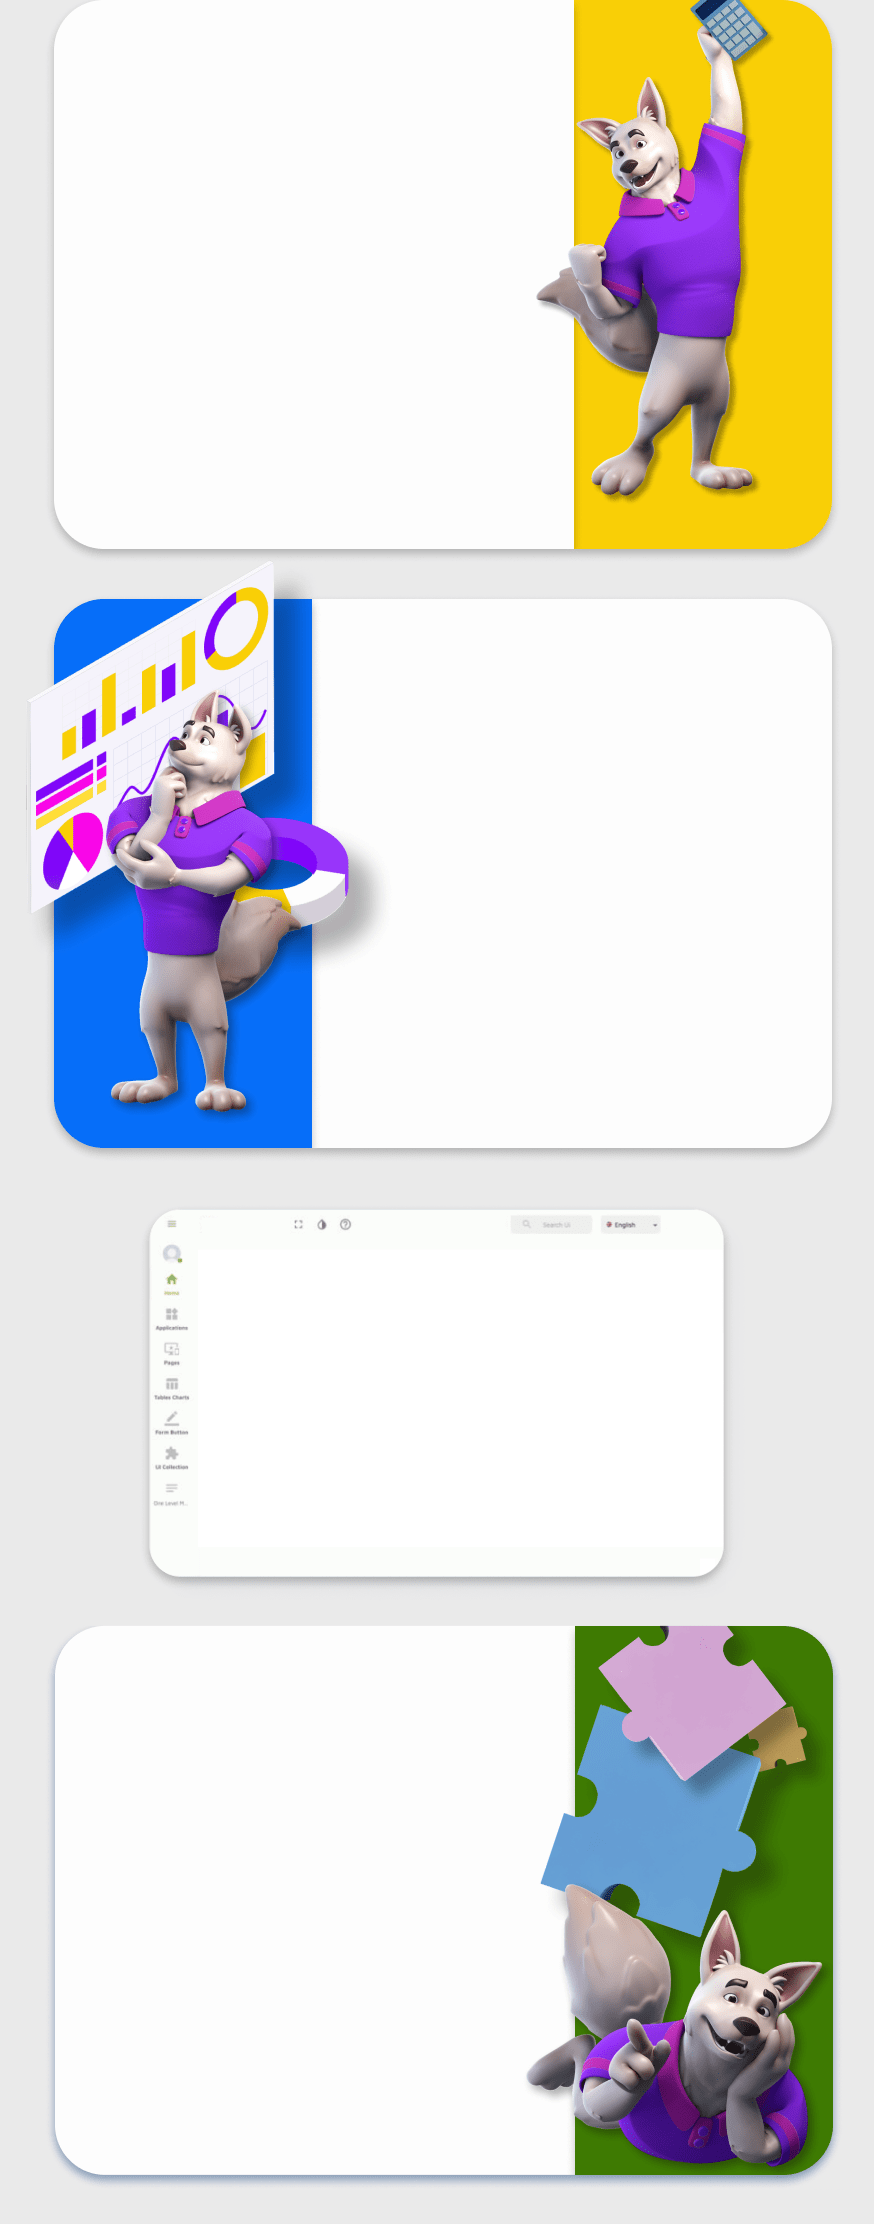 Search UI
English
Home
Applications
Pages
Tables Charts
Form Button
UI Collection
One Level M...